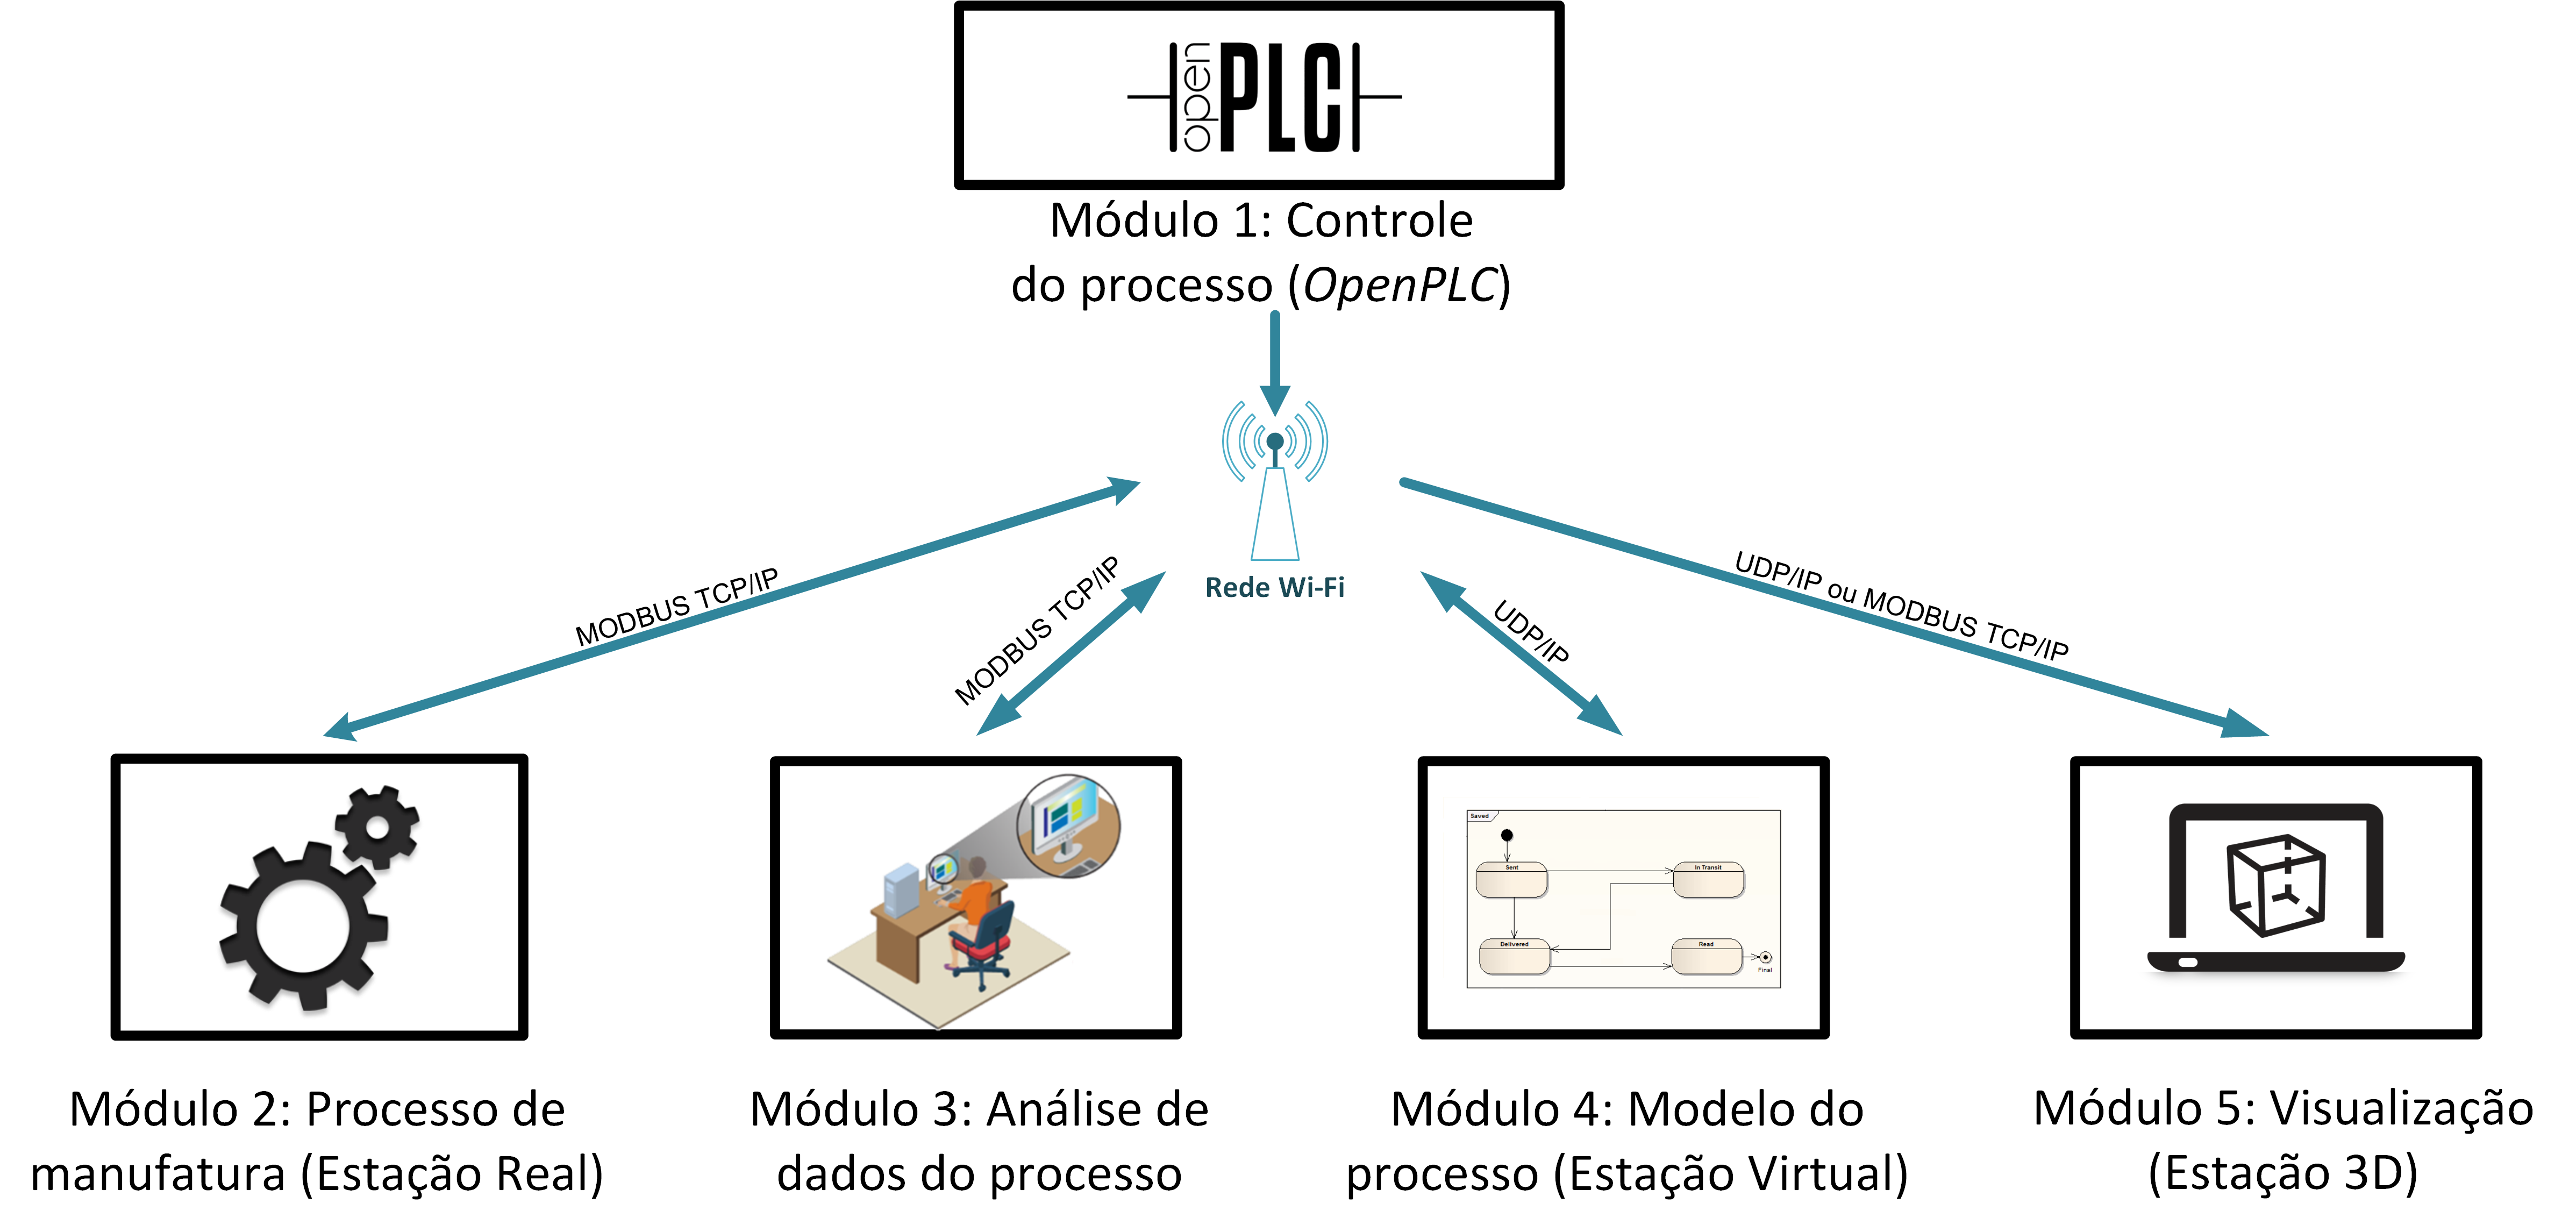 open PLC
Módulo 1: Controle
do processo (OpenPLC)
Rede Wi-Fi
MODBUS TCP/IP
MODBUS TCP/IP
UDP/IP
UDP/IP ou MODBUS TCP/IP
Saved
Sent
In Transit
Delivered
Read
Final
Módulo 2: Processo de
manufatura (Estação Real)
Módulo 3: Análise de
dados do processo
Módulo 4: Modelo do
processo (Estação Virtual)
Módulo 5: Visualização
(Estação 3D)